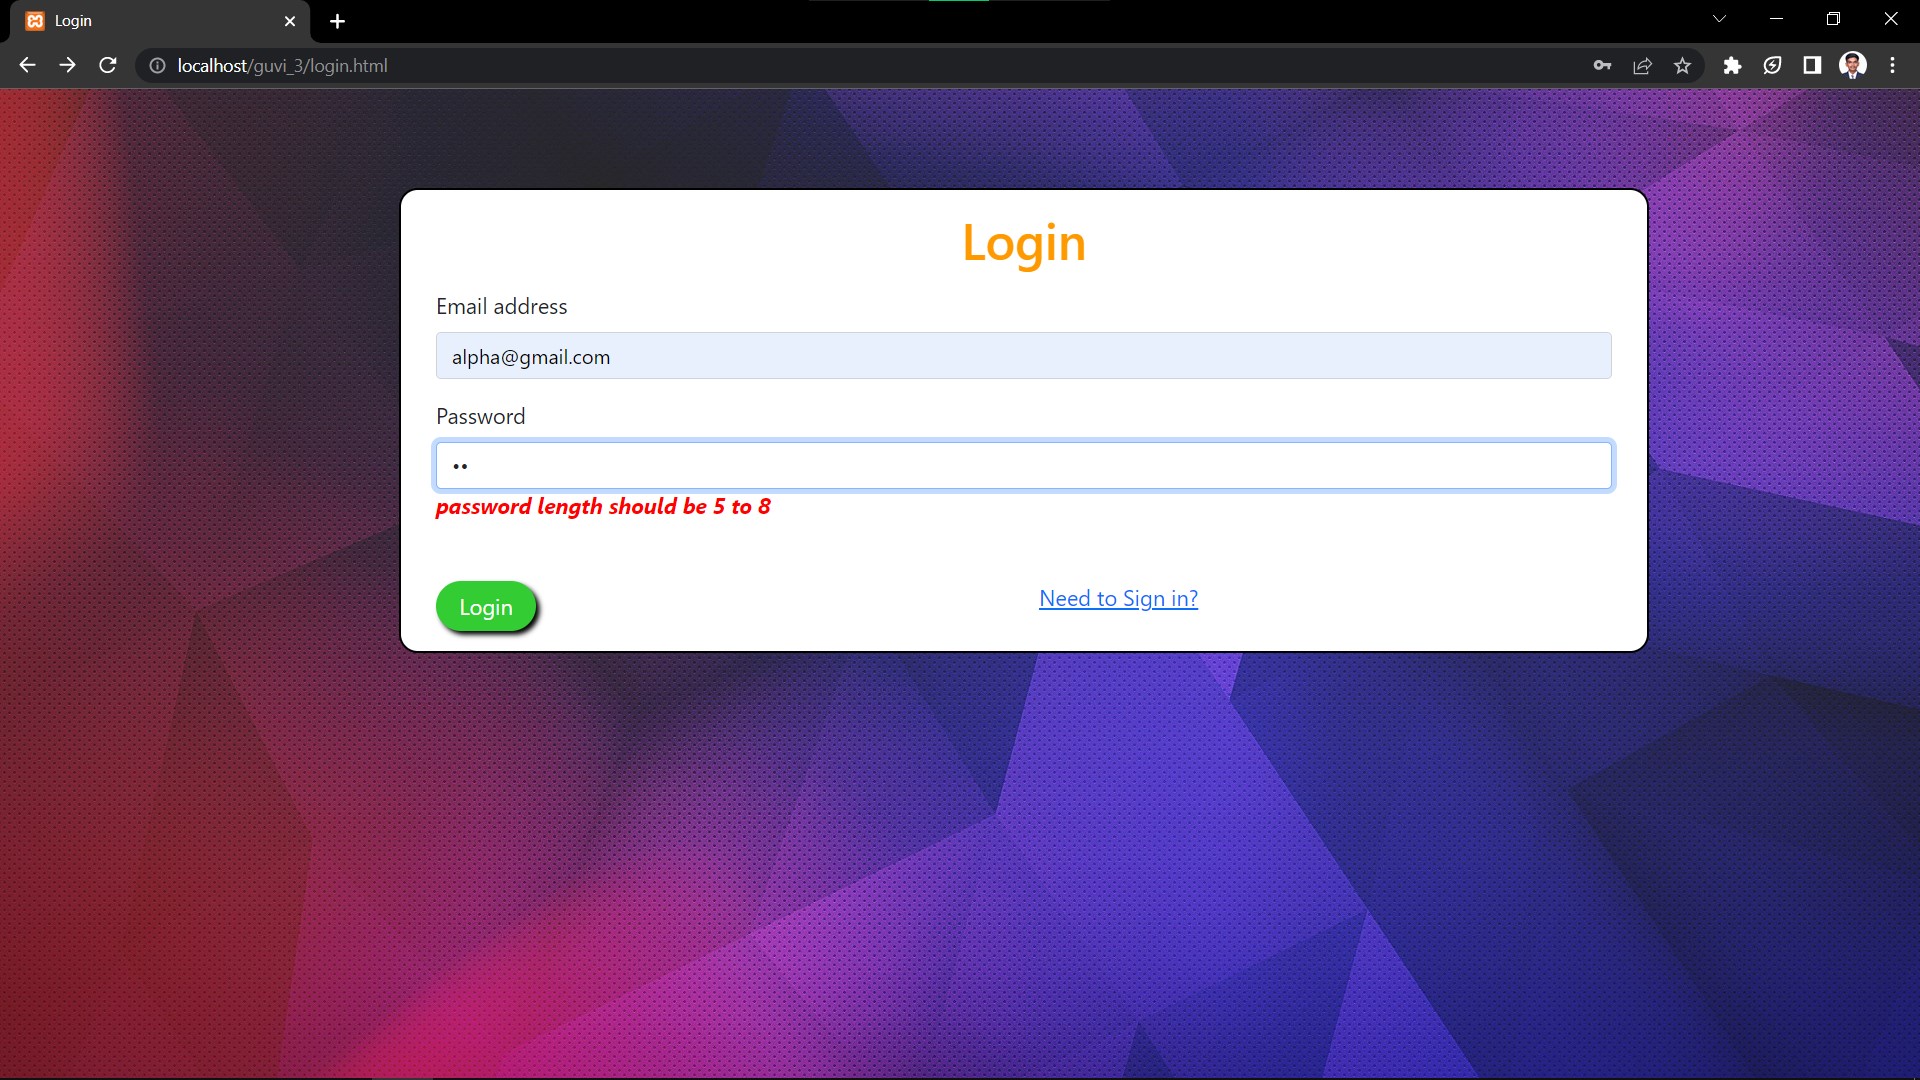 Login
localhost/guvi_3/login.html
Login
Email address
alpha@gmail.com
Password
••
password length should be 5 to 8
Login
Need to Sign in?